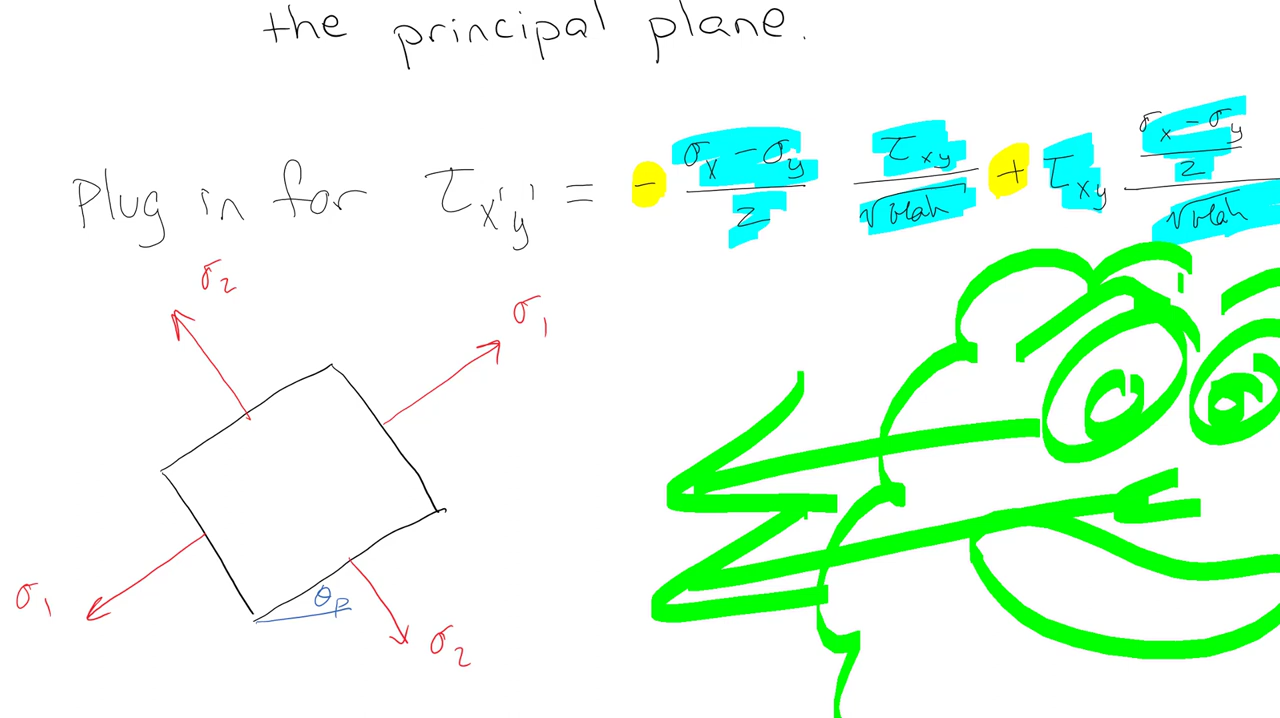 the principal plane.
Plug in for τx'y' = - (σx - σy)/2 τxy/√blah + τxy ((σx - σy)/2)/√blah
σ2
σ1
σ1
θp
σ2